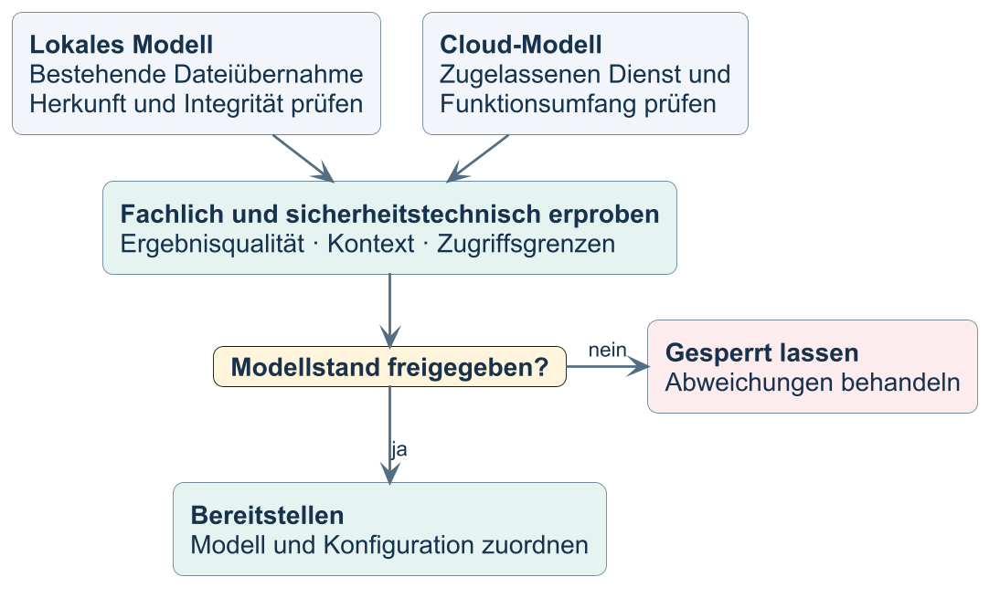 Lokales Modell
Bestehende Dateiübernahme
Herkunft und Integrität prüfen
Cloud-Modell
Zugelassenen Dienst und
Funktionsumfang prüfen
Fachlich und sicherheitstechnisch erproben
Ergebnisqualität · Kontext · Zugriffsgrenzen
Modellstand freigegeben?
nein
Gesperrt lassen
Abweichungen behandeln
ja
Bereitstellen
Modell und Konfiguration zuordnen